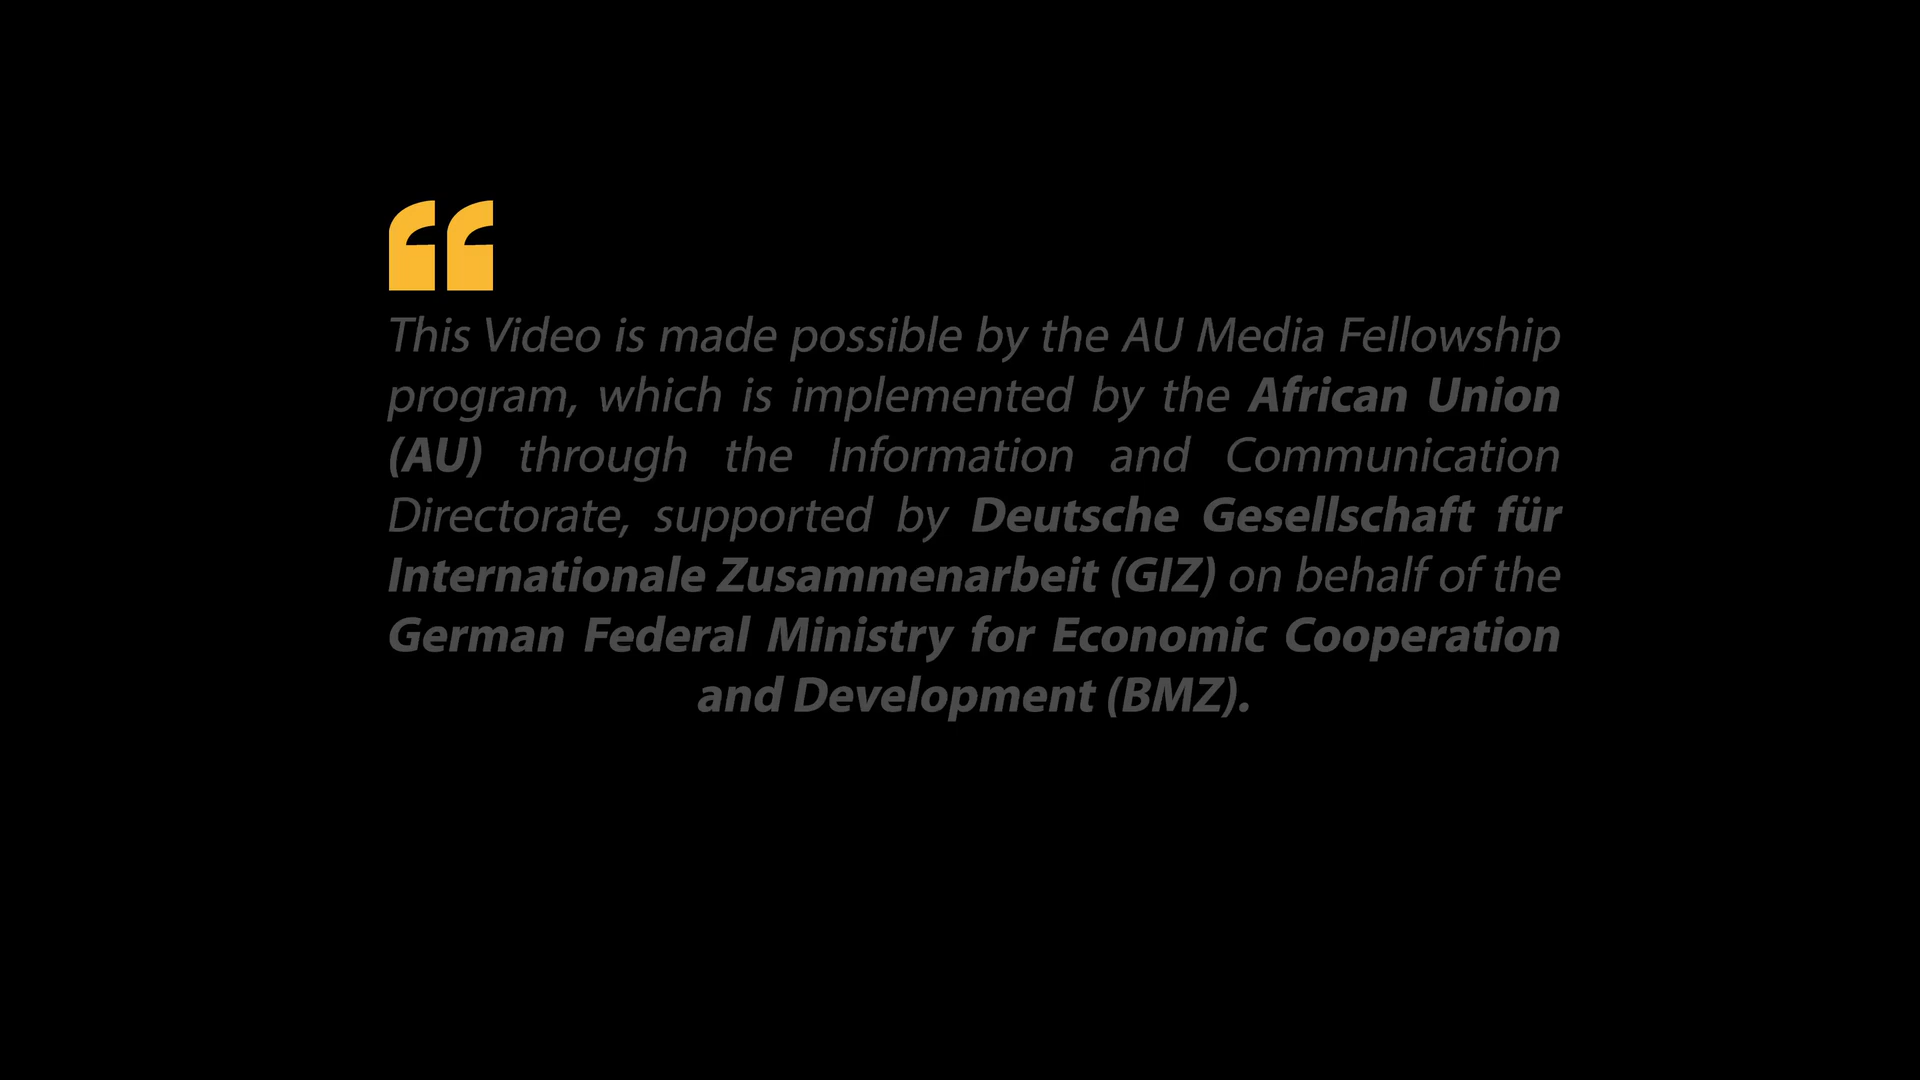 “
This Video is made possible by the AU Media Fellowship
program, which is implemented by the African Union
(AU) through the Information and Communication
Directorate, supported by Deutsche Gesellschaft für
Internationale Zusammenarbeit (GIZ) on behalf of the
German Federal Ministry for Economic Cooperation
and Development (BMZ).